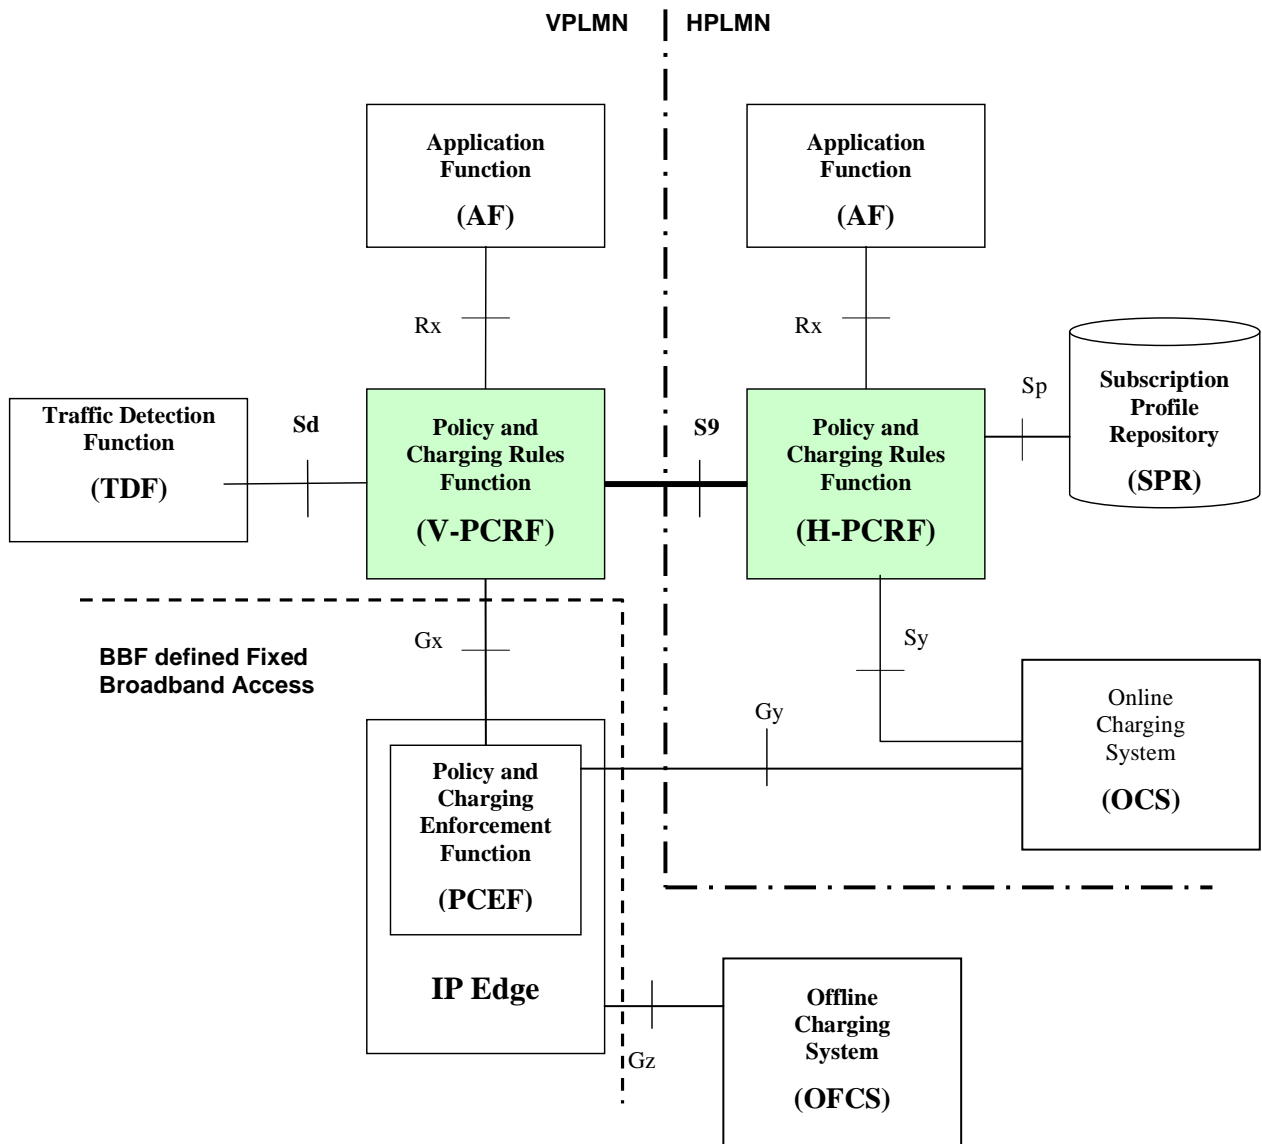 VPLMN
HPLMN
Application
Function
(AF)
Application
Function
(AF)
Rx
Rx
Traffic Detection
Function
(TDF)
Sd
Policy and
Charging Rules
Function
(V-PCRF)
S9
Policy and
Charging Rules
Function
(H-PCRF)
Sp
Subscription
Profile
Repository
(SPR)
BBF defined Fixed
Broadband Access
Gx
Sy
Gy
Online
Charging
System
(OCS)
Policy and
Charging
Enforcement
Function
(PCEF)
IP Edge
Gz
Offline
Charging
System
(OFCS)